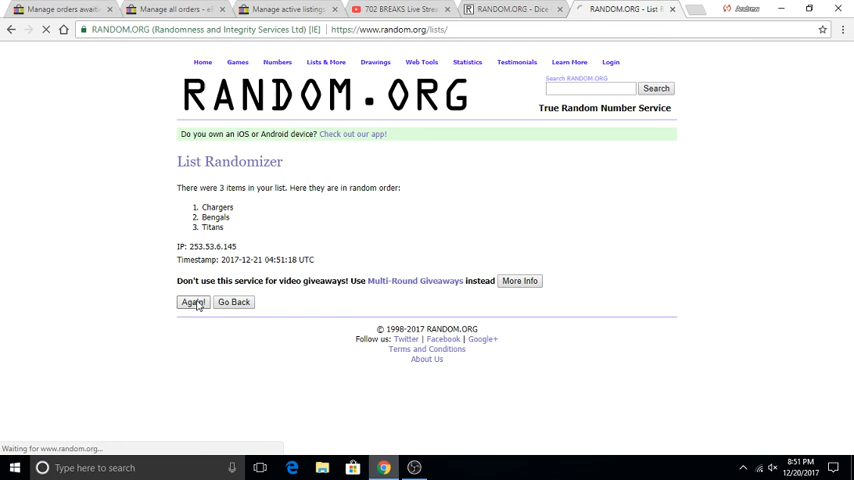 Manage orders awaiti
Manage all orders - eB
Manage active listings
702 BREAKS Live Strea
RANDOM.ORG - Dice
RANDOM.ORG - List R
Andrew
RANDOM.ORG (Randomness and Integrity Services Ltd) [IE]
https://www.random.org/lists/
Home Games Numbers Lists & More Drawings Web Tools Statistics Testimonials Learn More Login
Search RANDOM.ORG
Search
RANDOM.ORG
True Random Number Service
Do you own an iOS or Android device? Check out our app!
List Randomizer
There were 3 items in your list. Here they are in random order:
1. Chargers
2. Bengals
3. Titans
IP: 253.53.6.145
Timestamp: 2017-12-21 04:51:18 UTC
Don't use this service for video giveaways! Use Multi-Round Giveaways instead More Info
Again! Go Back
© 1998-2017 RANDOM.ORG
Follow us: Twitter | Facebook | Google+
Terms and Conditions
About Us
Waiting for www.random.org...
Type here to search
8:51 PM
12/20/2017